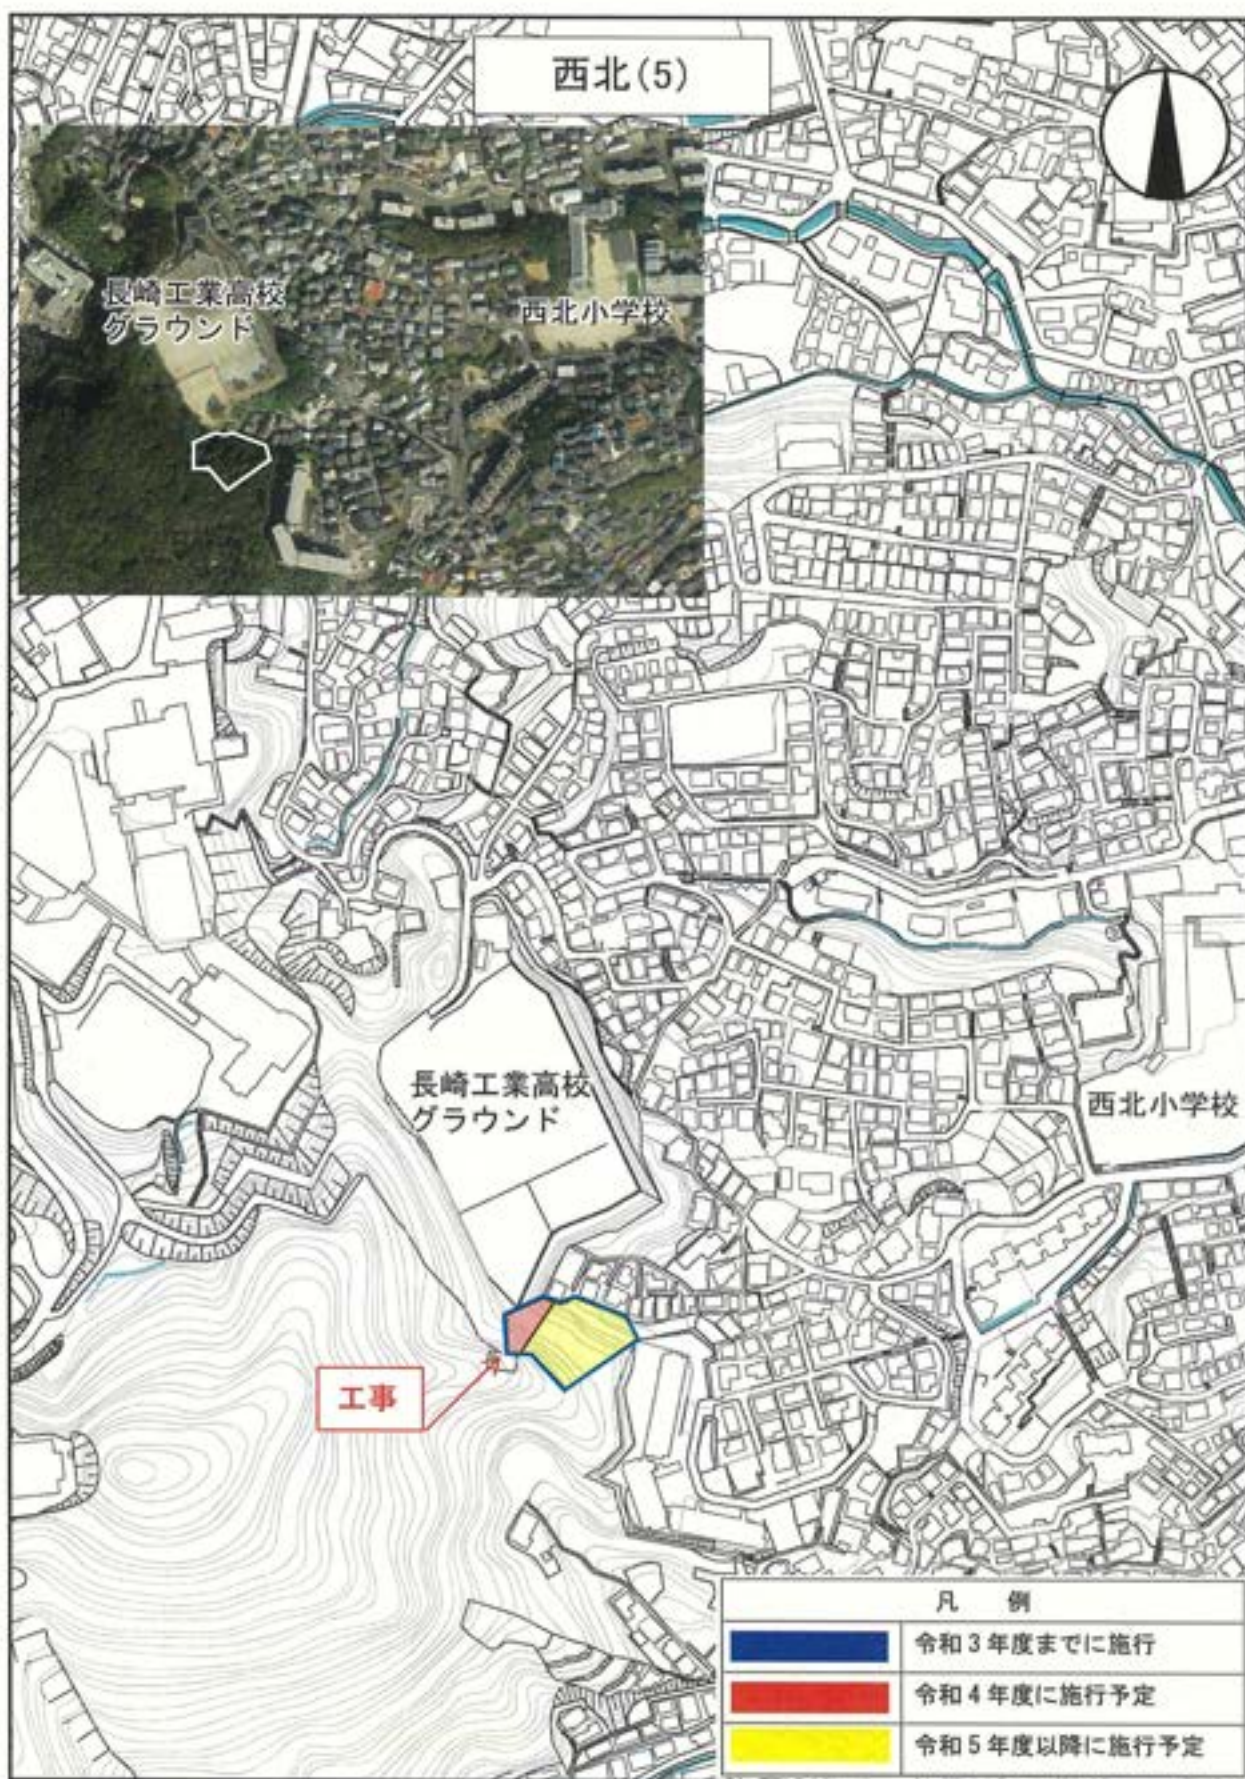 西北(5)
長崎工業高校
グラウンド
西北小学校
長崎工業高校
グラウンド
西北小学校
工事
凡 例
令和3年度までに施行
令和4年度に施行予定
令和5年度以降に施行予定